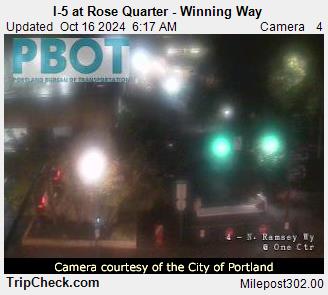 I-5 at Rose Quarter - Winning Way
Updated Oct 16 2024 6:17 AM Camera 4
PBOT
PORTLAND BUREAU OF TRANSPORTATION
4 - N. Ramsey Wy
@ One Ctr
Camera courtesy of the City of Portland
TripCheck.com Milepost302.00